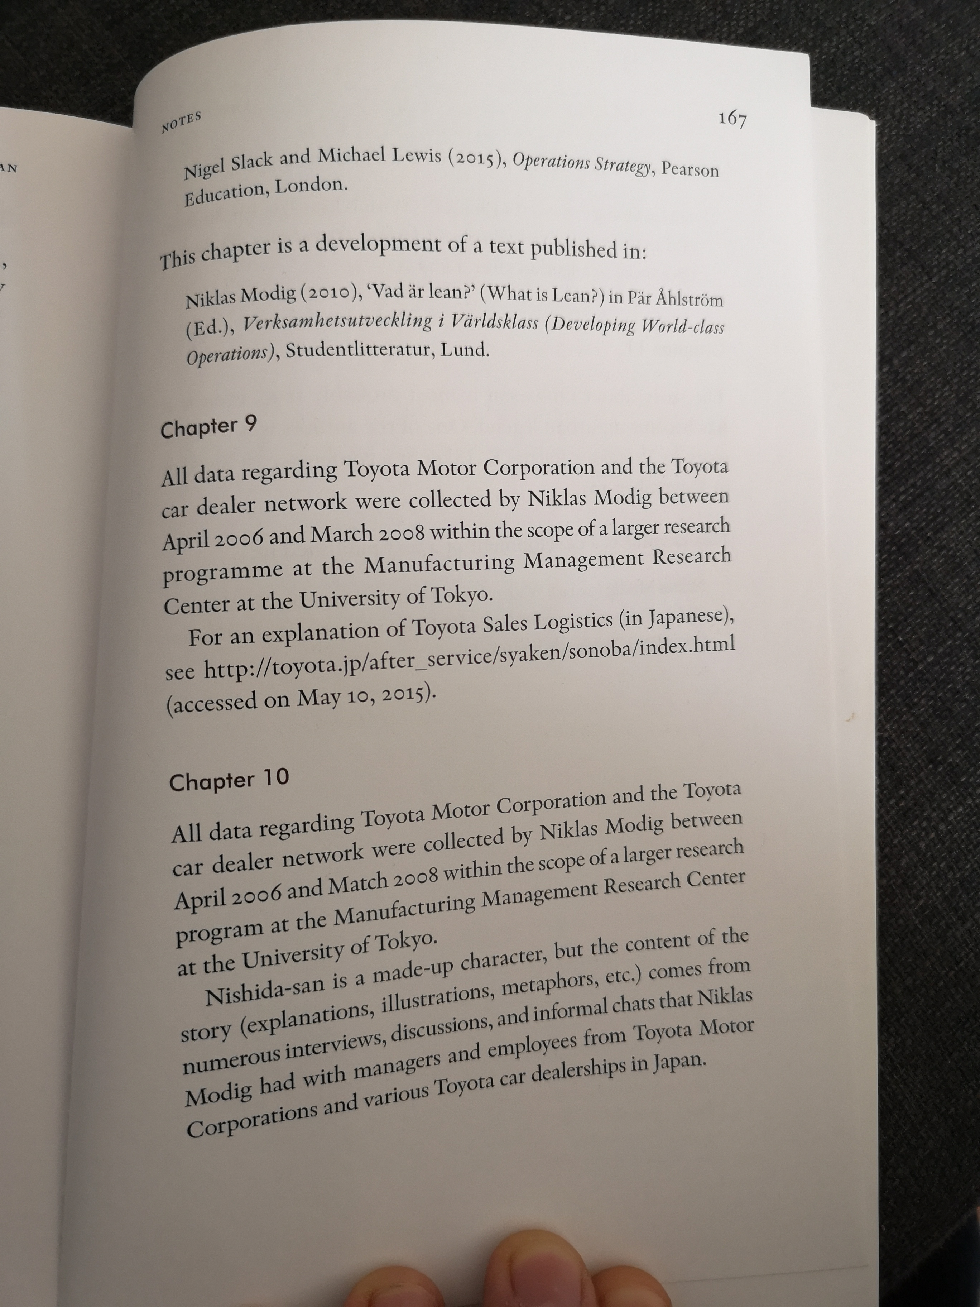 NOTES
167
Nigel Slack and Michael Lewis (2015), Operations Strategy, Pearson
Education, London.
This chapter is a development of a text published in:
Niklas Modig (2010), ‘Vad är lean?’ (What is Lean?) in Pär Åhlström
(Ed.), Verksamhetsutveckling i Världsklass (Developing World-class
Operations), Studentlitteratur, Lund.
Chapter 9
All data regarding Toyota Motor Corporation and the Toyota
car dealer network were collected by Niklas Modig between
April 2006 and March 2008 within the scope of a larger research
programme at the Manufacturing Management Research
Center at the University of Tokyo.
For an explanation of Toyota Sales Logistics (in Japanese),
see http://toyota.jp/after_service/syaken/sonoba/index.html
(accessed on May 10, 2015).
Chapter 10
All data regarding Toyota Motor Corporation and the Toyota
car dealer network were collected by Niklas Modig between
April 2006 and Match 2008 within the scope of a larger research
program at the Manufacturing Management Research Center
at the University of Tokyo.
Nishida-san is a made-up character, but the content of the
story (explanations, illustrations, metaphors, etc.) comes from
numerous interviews, discussions, and informal chats that Niklas
Modig had with managers and employees from Toyota Motor
Corporations and various Toyota car dealerships in Japan.